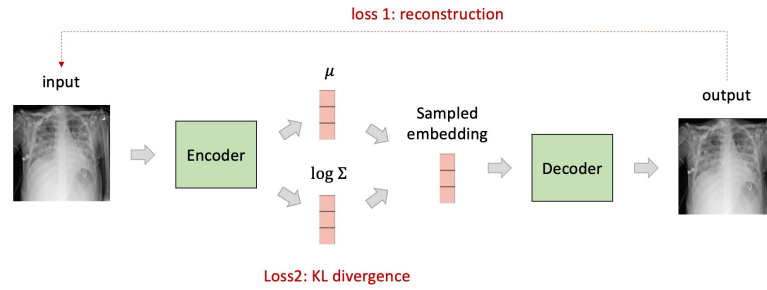 loss 1: reconstruction
input
μ
Sampled
embedding
output
Encoder
Decoder
log Σ
Loss2: KL divergence